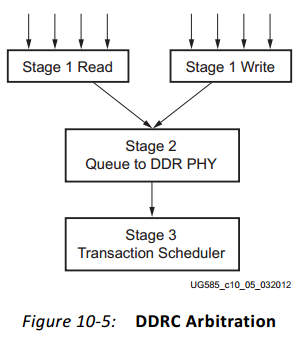 Stage 1 Read
Stage 1 Write
Stage 2
Queue to DDR PHY
Stage 3
Transaction Scheduler
UG585_c10_05_032012
Figure 10-5: DDRC Arbitration